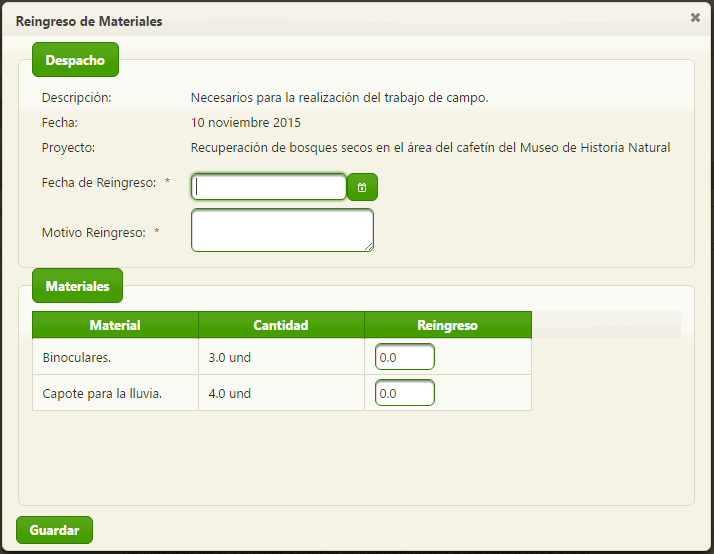 Reingreso de Materiales
Despacho
Descripción: Necesarios para la realización del trabajo de campo.
Fecha: 10 noviembre 2015
Proyecto: Recuperación de bosques secos en el área del cafetín del Museo de Historia Natural
Fecha de Reingreso: *
Motivo Reingreso: *
Materiales
Material Cantidad Reingreso
Binoculares. 3.0 und 0.0
Capote para la lluvia. 4.0 und 0.0
Guardar